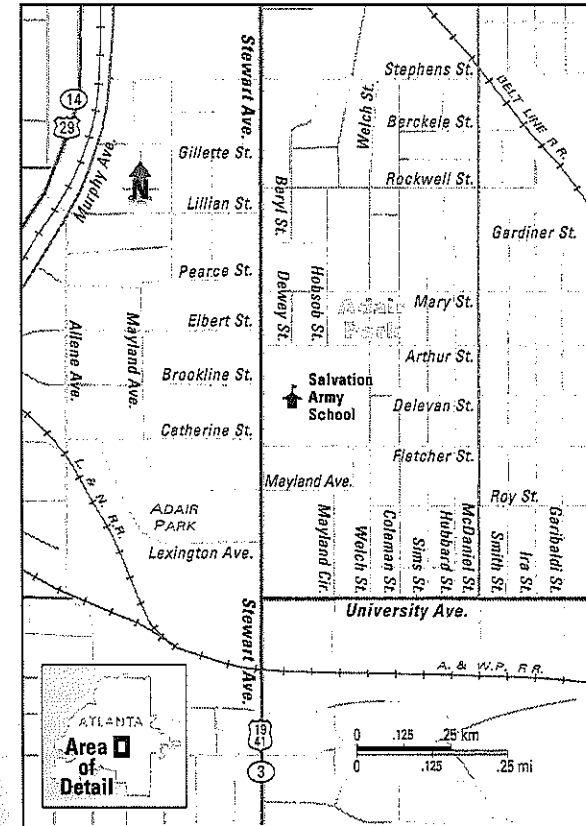 Stewart Ave.
Stephens St.
BELT LINE R.R.
14
29
Murphy Ave.
Welch St.
Berckele St.
Gillette St.
N
Rockwell St.
Lillian St.
Beryl St.
Gardiner St.
Pearce St.
Dewey St.
Hobson St.
Adair
Park
Mary St.
Allene Ave.
Mayland Ave.
Elbert St.
Arthur St.
Brookline St.
Salvation
Army
School
Delevan St.
Catherine St.
Fletcher St.
L. & N. R.R.
Mayland Ave.
Roy St.
ADAIR
PARK
Lexington Ave.
Mayland Cir.
Welch St.
Coleman St.
Sims St.
Hubbard St.
McDaniel St.
Smith St.
Ira St.
Garibaldi St.
Stewart Ave.
University Ave.
A. & W.P. R.R.
ATLANTA
Area
of
Detail
19
41
3
0 .125 .25 km
0 .125 .25 mi